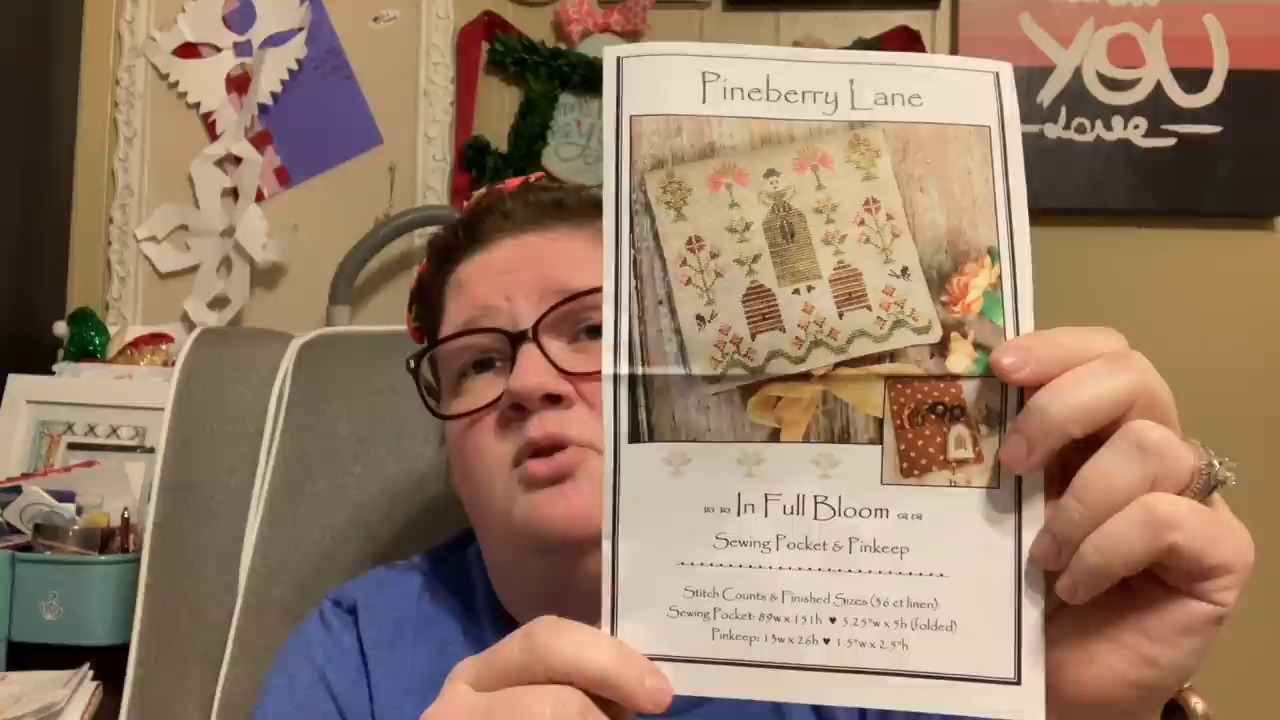 YOU
Love
Pineberry Lane
In Full Bloom
Sewing Pocket & Pinkeep
Stitch Counts & Finished Sizes (36 ct linen):
Sewing Pocket: 89w x 151h ♥ 5.25"w x 5h (folded)
Pinkeep: 13w x 26h ♥ 1.5"w x 2.5"h